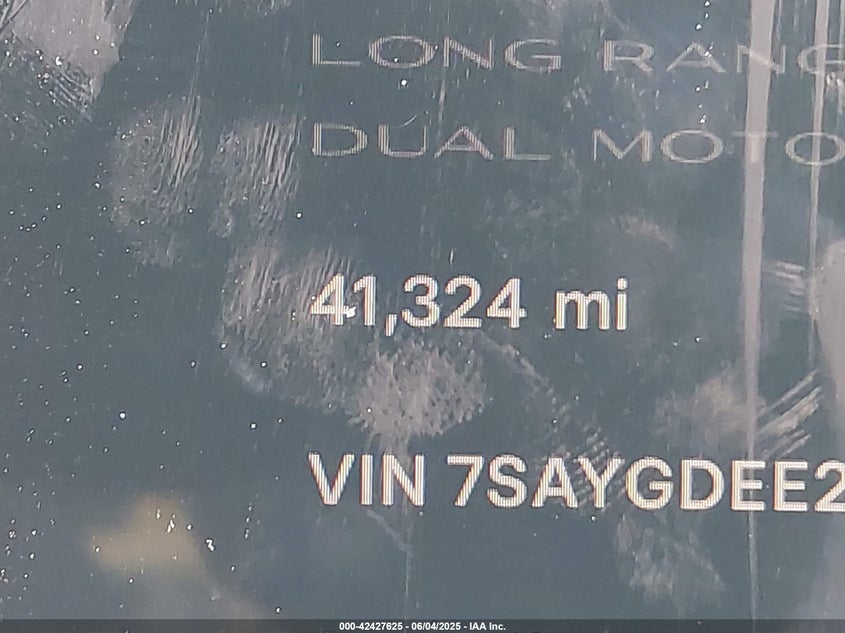 LONG RANG
DUAL MOTO
41,324 mi
VIN 7SAYGDEE2
000-42427625 - 06/04/2025 - IAA Inc.